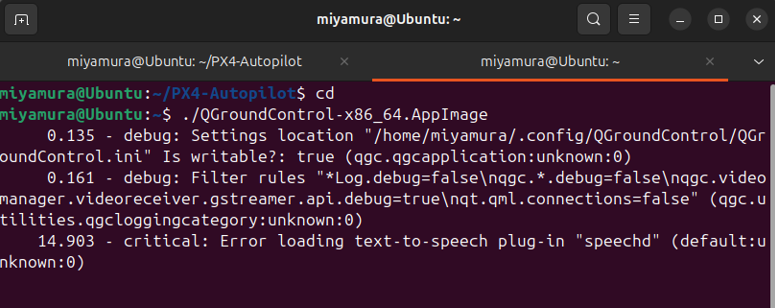 miyamura@Ubuntu: ~
miyamura@Ubuntu: ~/PX4-Autopilot
miyamura@Ubuntu: ~
miyamura@Ubuntu:~/PX4-Autopilot$ cd
miyamura@Ubuntu:~$ ./QGroundControl-x86_64.AppImage
0.135 - debug: Settings location "/home/miyamura/.config/QGroundControl/QGr
oundControl.ini" Is writable?: true (qgc.qgcapplication:unknown:0)
0.161 - debug: Filter rules "*Log.debug=false\nqgc.*.debug=false\nqgc.video
manager.videoreceiver.gstreamer.api.debug=true\nqt.qml.connections=false" (qgc.u
tilities.qgcloggingcategory:unknown:0)
14.903 - critical: Error loading text-to-speech plug-in "speechd" (default:u
nknown:0)